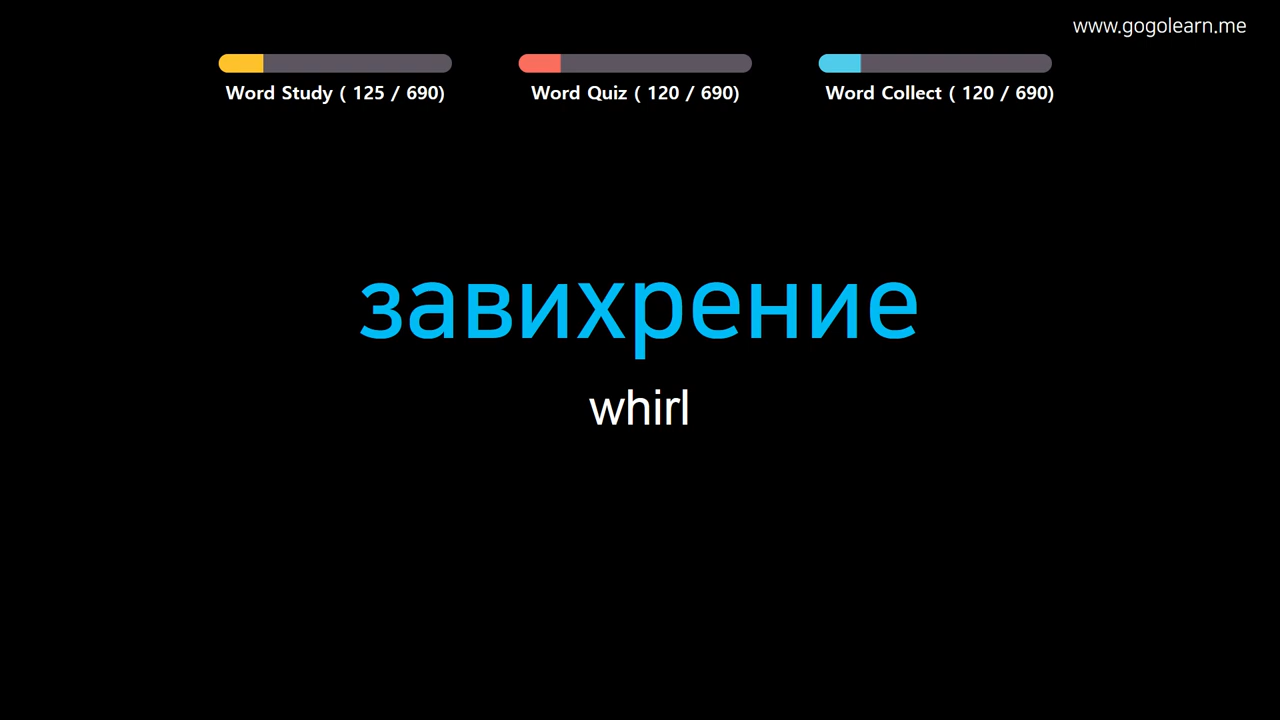 www.gogolearn.me
Word Study ( 125 / 690)
Word Quiz ( 120 / 690)
Word Collect ( 120 / 690)
завихрение
whirl